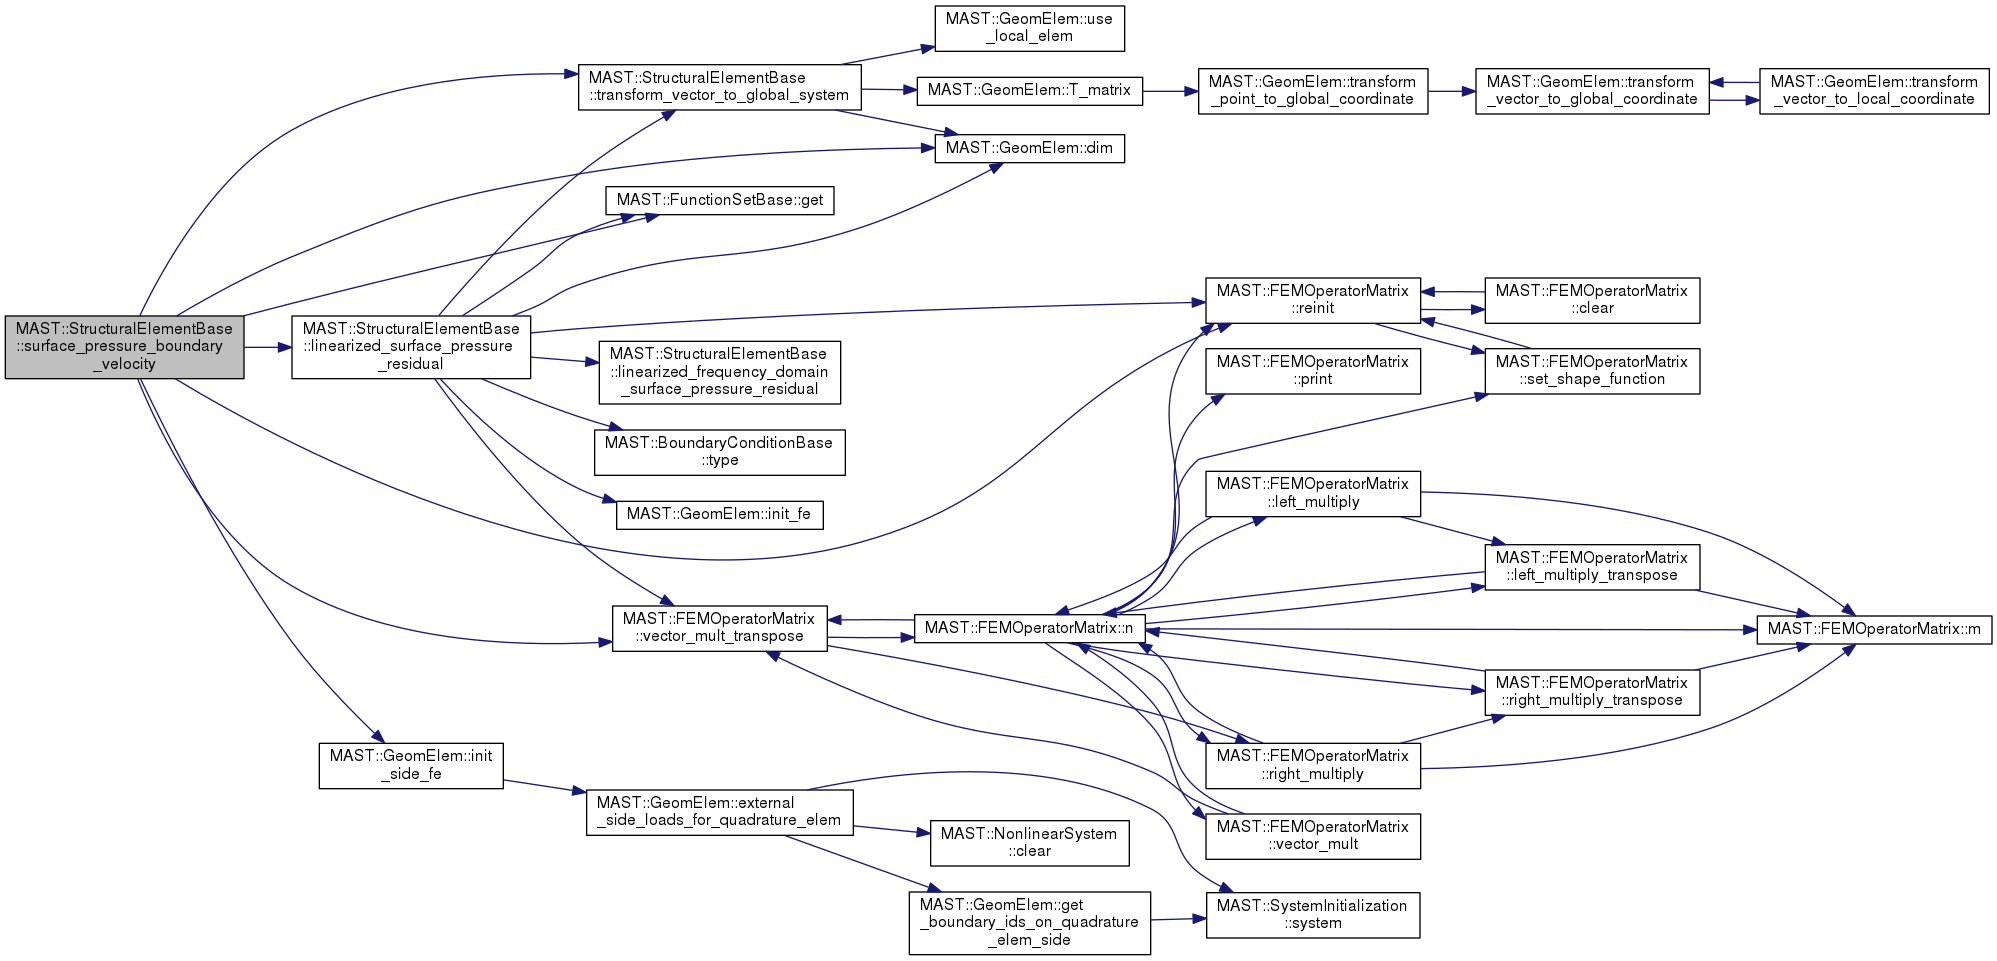 MAST::StructuralElementBase
::surface_pressure_boundary
_velocity
MAST::StructuralElementBase
::linearized_surface_pressure
_residual
MAST::GeomElem::init
_side_fe
MAST::StructuralElementBase
::transform_vector_to_global_system
MAST::FunctionSetBase::get
MAST::StructuralElementBase
::linearized_frequency_domain
_surface_pressure_residual
MAST::BoundaryConditionBase
::type
MAST::GeomElem::init_fe
MAST::FEMOperatorMatrix
::vector_mult_transpose
MAST::GeomElem::external
_side_loads_for_quadrature_elem
MAST::GeomElem::use
_local_elem
MAST::GeomElem::T_matrix
MAST::GeomElem::dim
MAST::FEMOperatorMatrix::n
MAST::NonlinearSystem
::clear
MAST::GeomElem::get
_boundary_ids_on_quadrature
_elem_side
MAST::GeomElem::transform
_point_to_global_coordinate
MAST::FEMOperatorMatrix
::reinit
MAST::FEMOperatorMatrix
::print
MAST::FEMOperatorMatrix
::left_multiply
MAST::FEMOperatorMatrix
::right_multiply
MAST::FEMOperatorMatrix
::vector_mult
MAST::SystemInitialization
::system
MAST::GeomElem::transform
_vector_to_global_coordinate
MAST::FEMOperatorMatrix
::clear
MAST::FEMOperatorMatrix
::set_shape_function
MAST::FEMOperatorMatrix
::left_multiply_transpose
MAST::FEMOperatorMatrix
::right_multiply_transpose
MAST::GeomElem::transform
_vector_to_local_coordinate
MAST::FEMOperatorMatrix::m